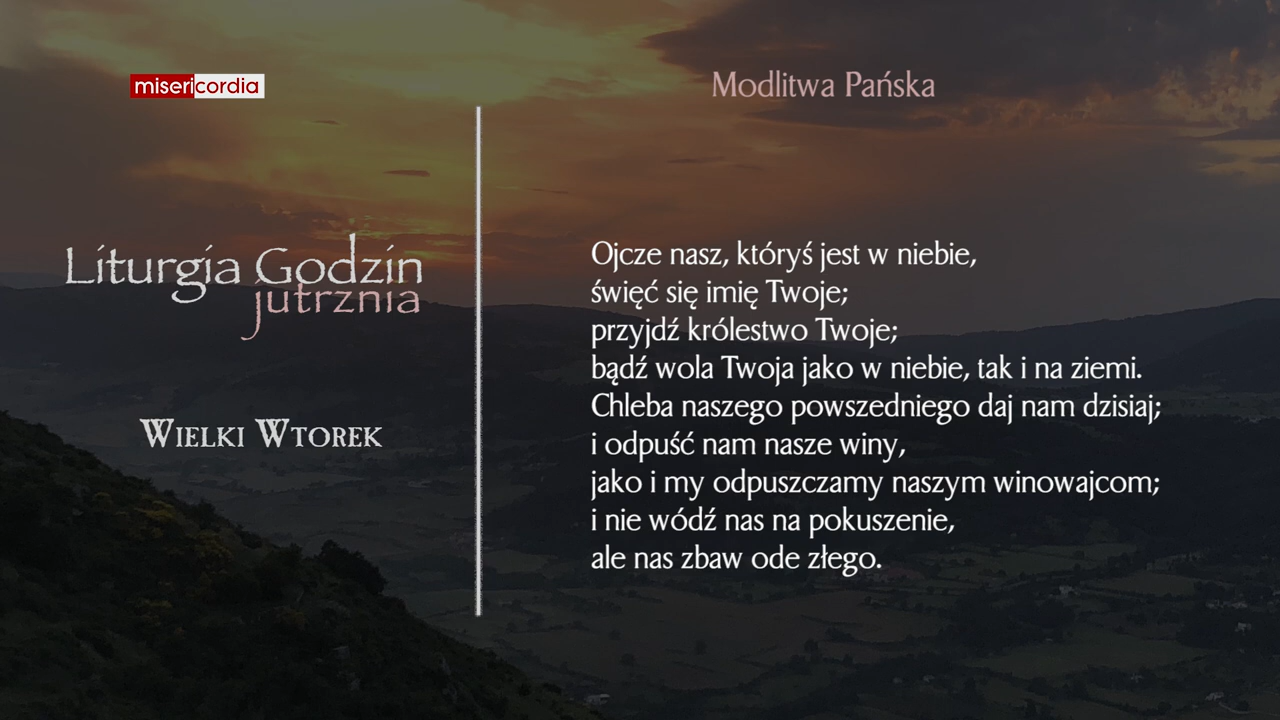 misericordia
Liturgia Godzin
jutrznia
Wielki Wtorek
Modlitwa Pańska
Ojcze nasz, któryś jest w niebie,
święć się imię Twoje;
przyjdź królestwo Twoje;
bądź wola Twoja jako w niebie, tak i na ziemi.
Chleba naszego powszedniego daj nam dzisiaj;
i odpuść nam nasze winy,
jako i my odpuszczamy naszym winowajcom;
i nie wódź nas na pokuszenie,
ale nas zbaw ode złego.